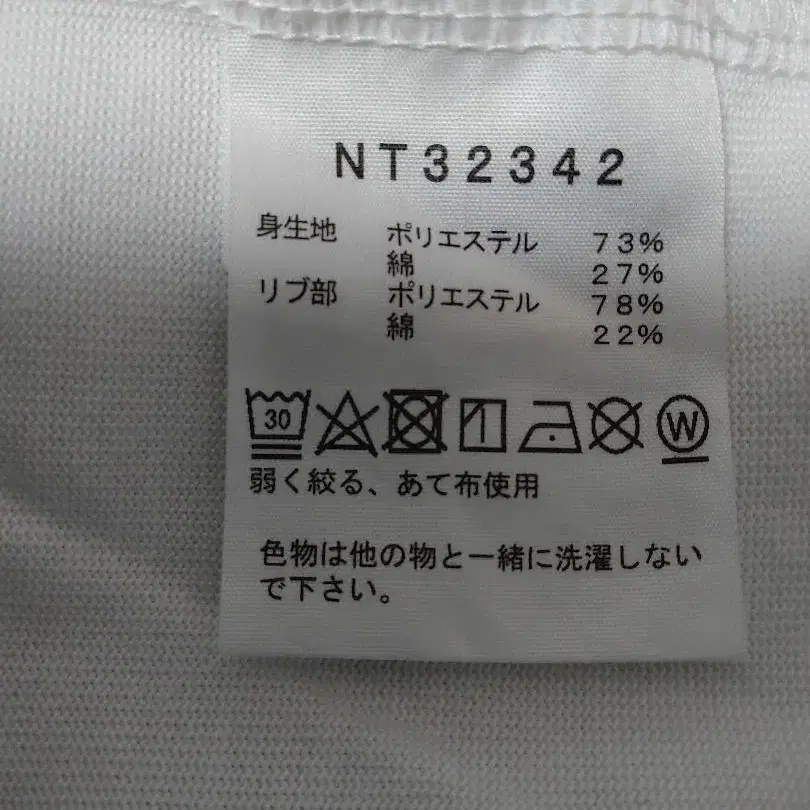 NT32342
身生地 ポリエステル 73%
綿 27%
リブ部 ポリエステル 78%
綿 22%
30 W
弱く絞る、あて布使用
色物は他の物と一緒に洗濯しない
で下さい。